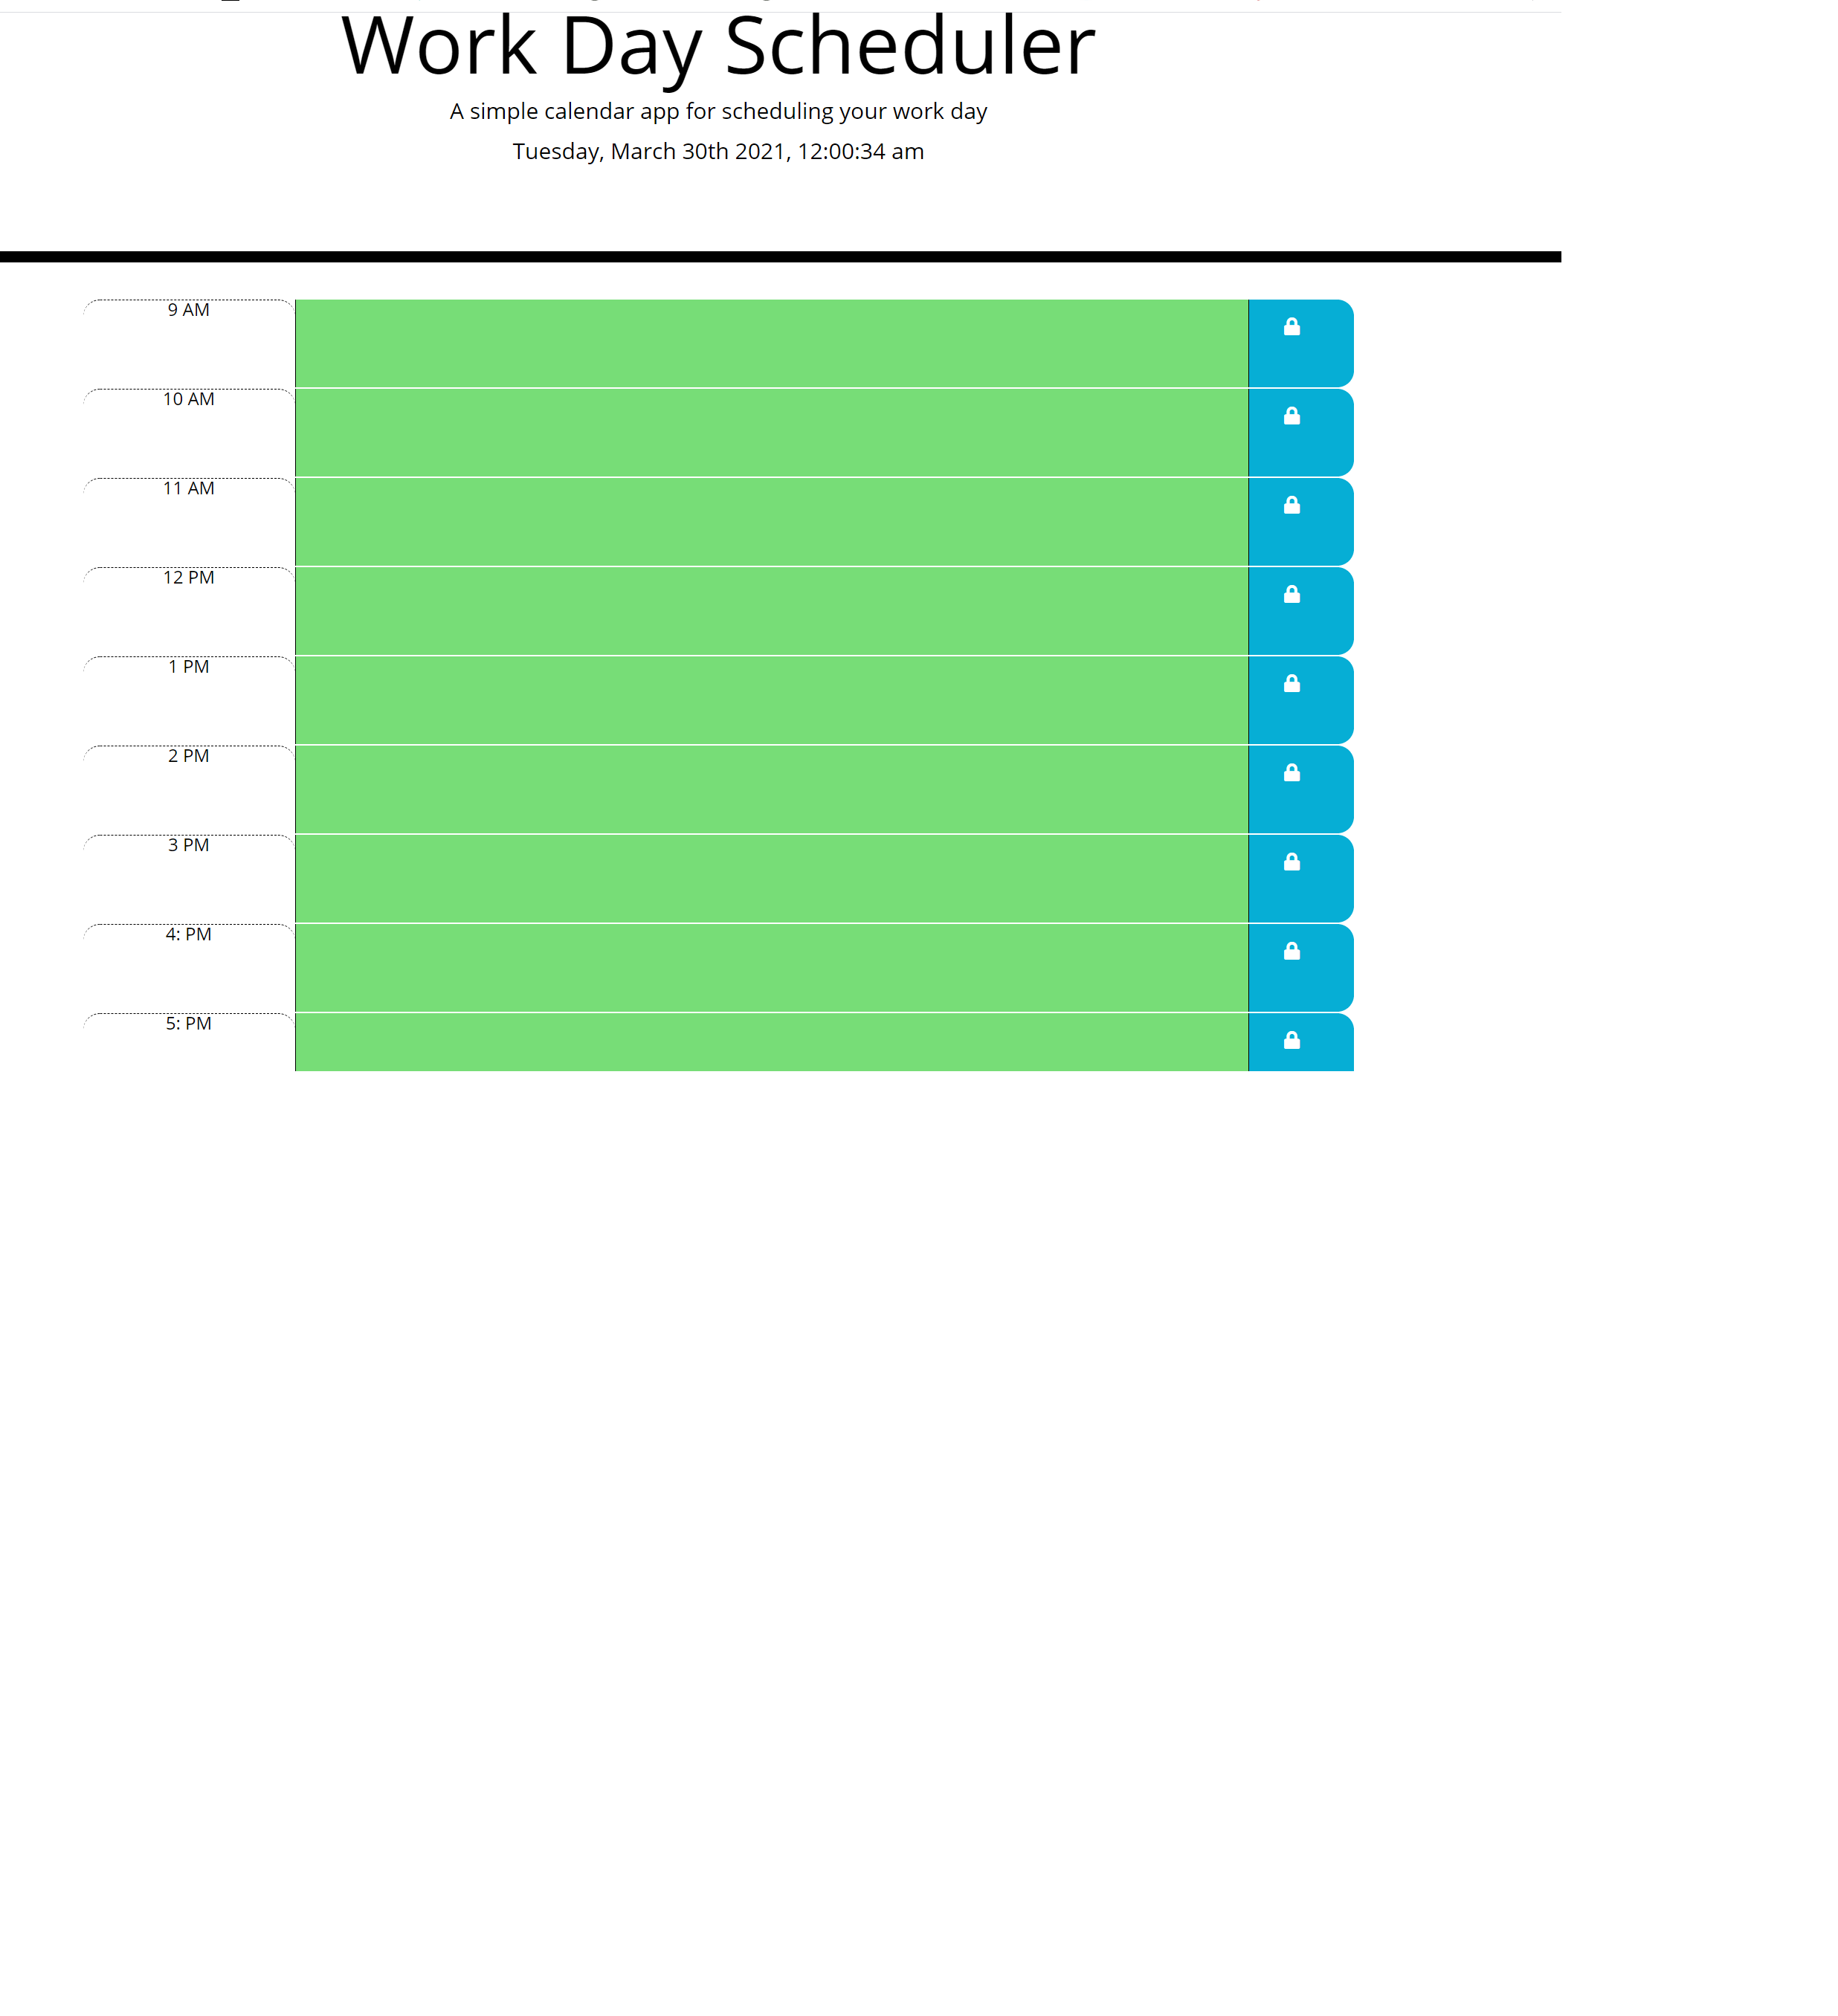 Work Day Scheduler
A simple calendar app for scheduling your work day
Tuesday, March 30th 2021, 12:00:34 am
9 AM
10 AM
11 AM
12 PM
1 PM
2 PM
3 PM
4: PM
5: PM